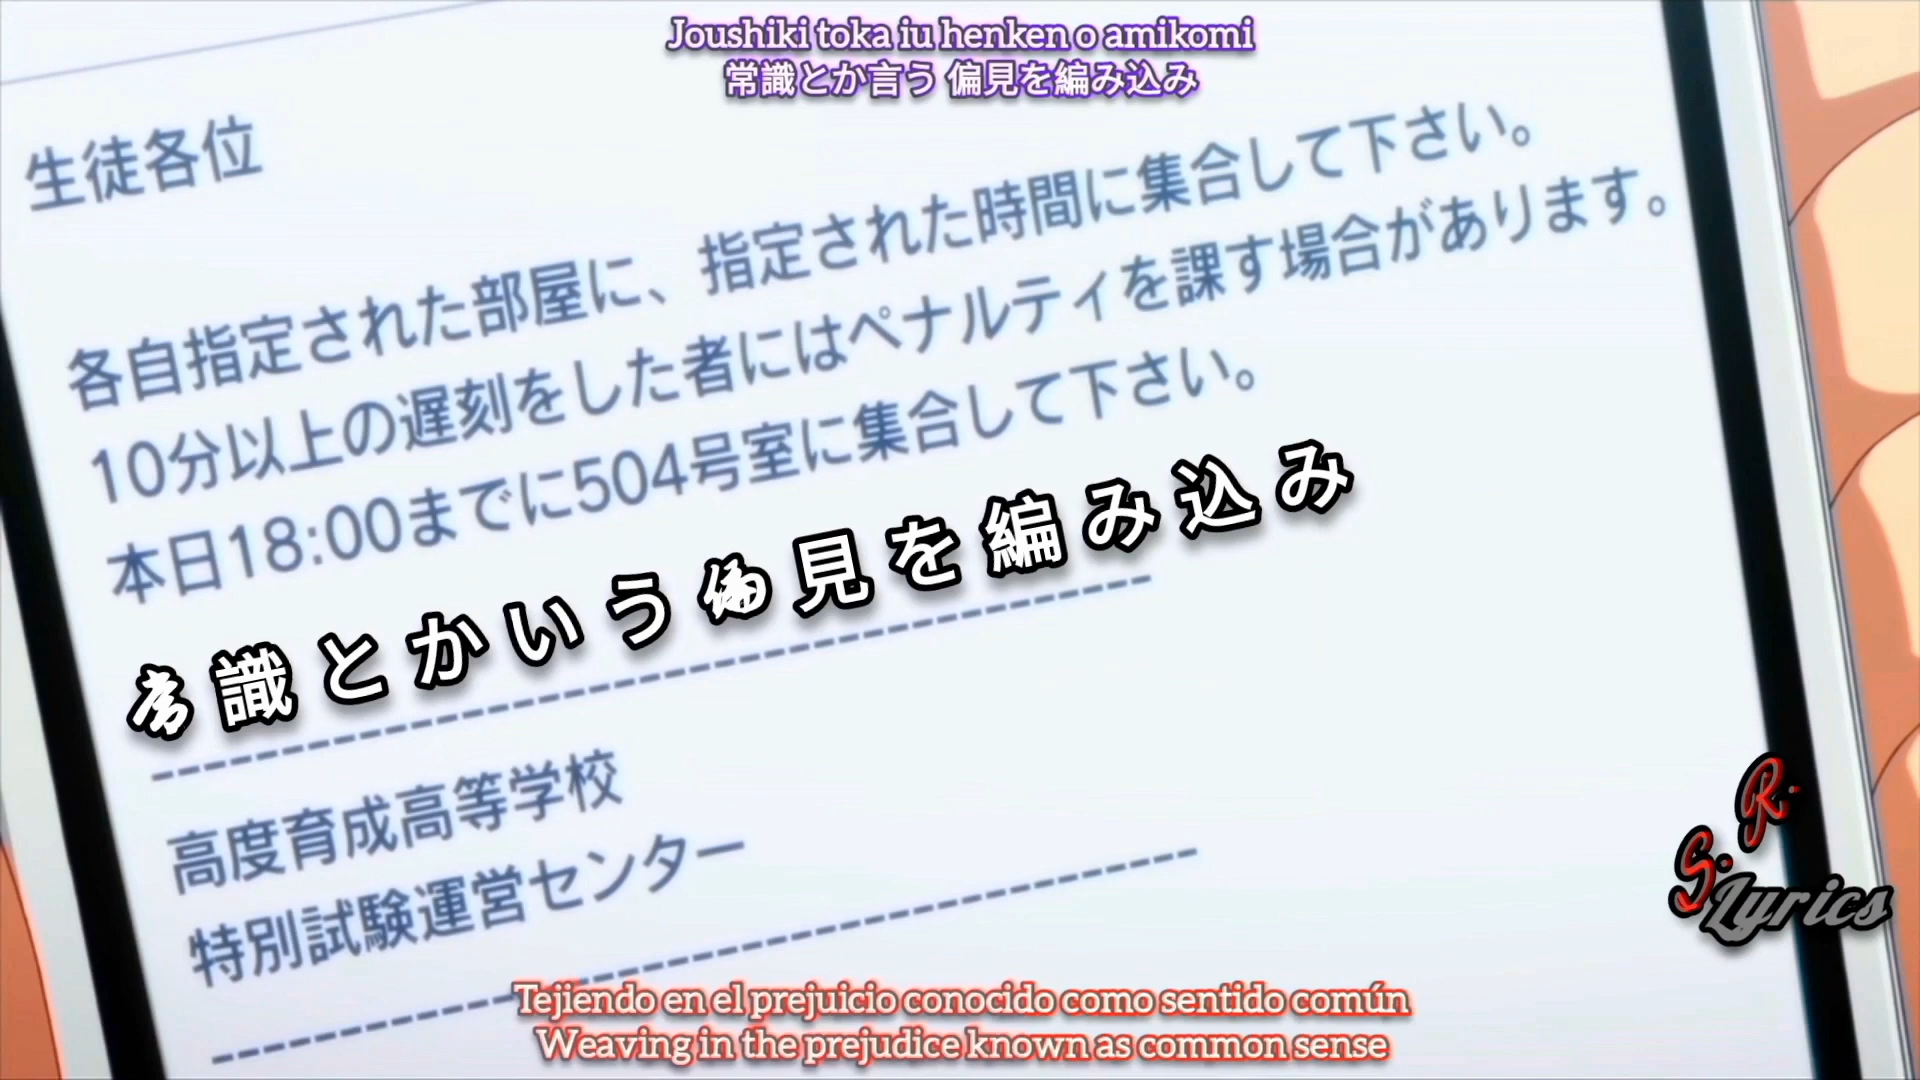 Joushiki toka iu henken o amikomi
常識とか言う 偏見を編み込み
生徒各位
各自指定された部屋に、指定された時間に集合して下さい。
10分以上の遅刻をした者にはペナルティを課す場合があります。
本日18:00までに504号室に集合して下さい。
常識とかいう偏見を編み込み
高度育成高等学校
特別試験運営センター
S. R.
Lyrics
Tejiendo en el prejuicio conocido como sentido común
Weaving in the prejudice known as common sense